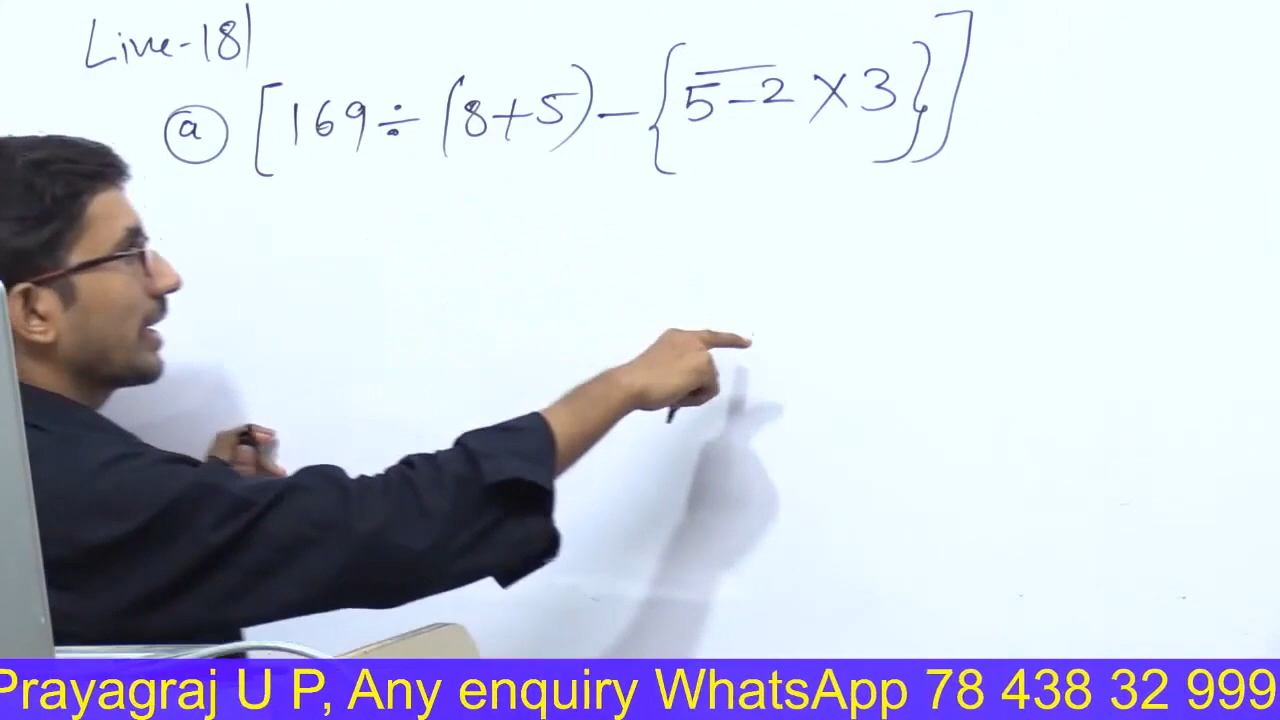 Live-181
(a) [169÷(8+5)-{5̅-̅2̅×3}]
Prayagraj U P, Any enquiry WhatsApp 78 438 32 999